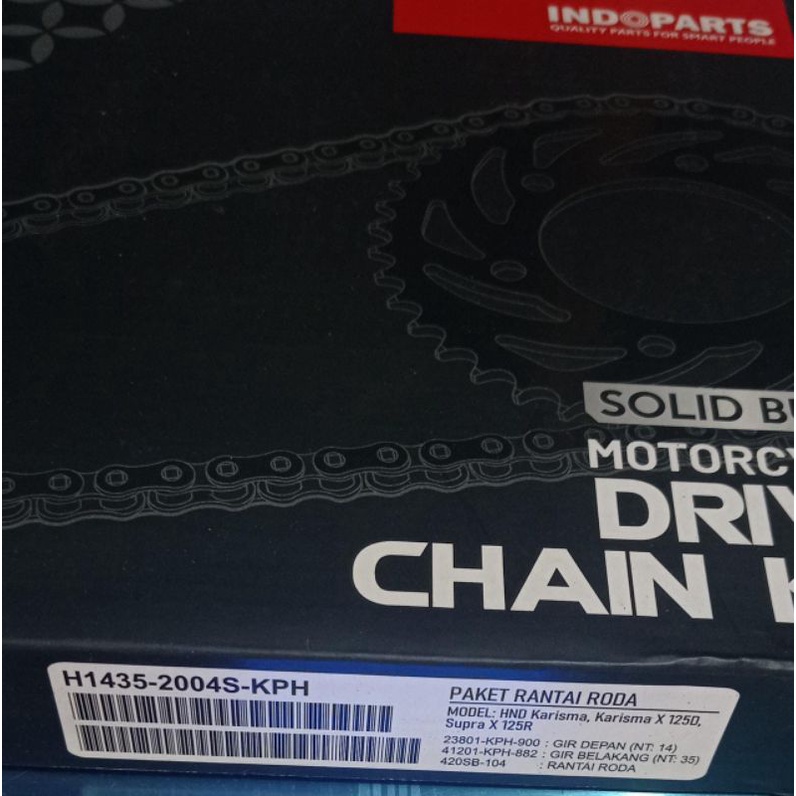 INDOPARTS
QUALITY PARTS FOR SMART PEOPLE
SOLID
MOTORCY
DRIV
CHAIN
H1435-2004S-KPH
PAKET RANTAI RODA
MODEL: HND Karisma, Karisma X 125D,
Supra X 125R
23801-KPH-900 : GIR DEPAN (NT: 14)
41201-KPH-882 : GIR BELAKANG (NT: 35)
420SB-104 : RANTAI RODA